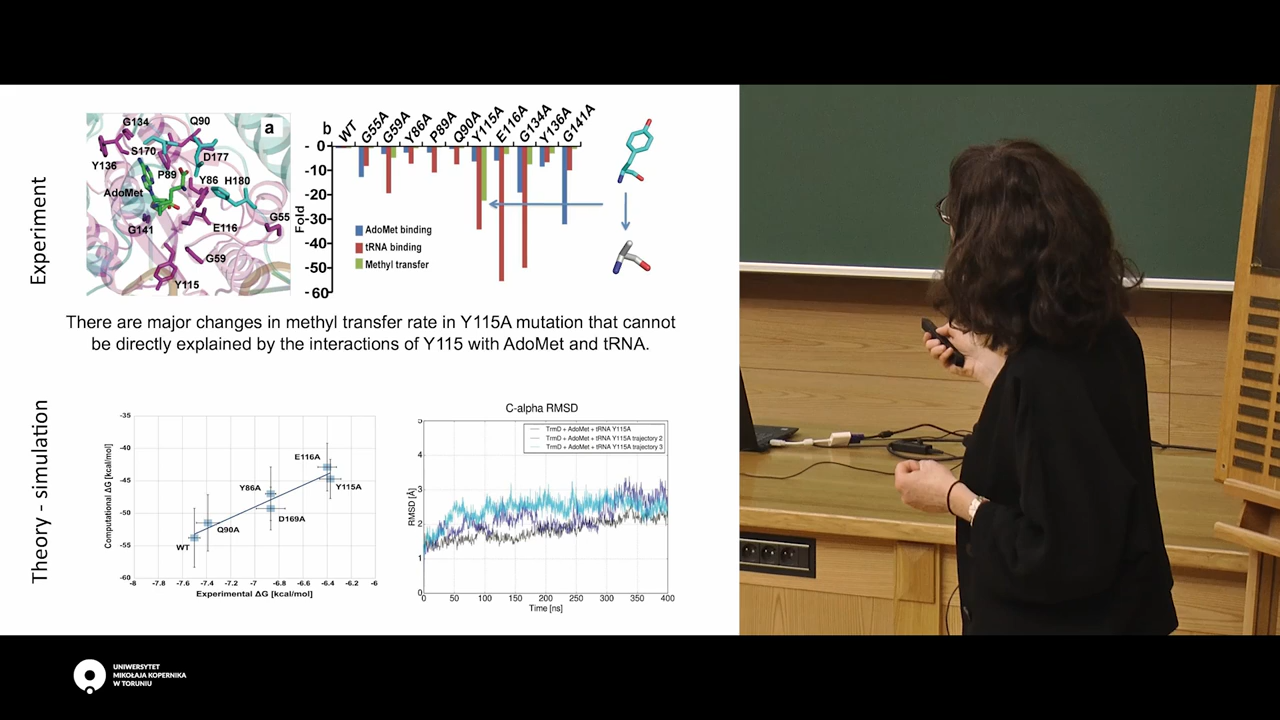 Experiment
a
G134
Q90
S170
D177
Y136
P89
Y86
H180
AdoMet
G55
G141
E116
G59
Y115
b
WT
G55A
G59A
Y86A
P89A
Q90A
Y115A
E116A
G134A
Y136A
G141A
- 0
-10
-20
-30
-40
-50
- 60
Fold
AdoMet binding
tRNA binding
Methyl transfer
There are major changes in methyl transfer rate in Y115A mutation that cannot
be directly explained by the interactions of Y115 with AdoMet and tRNA.
Theory - simulation
-35
-40
-45
-50
-55
-60
Computational ΔG [kcal/mol]
E116A
Y115A
Y86A
D169A
Q90A
WT
-8 -7.8 -7.6 -7.4 -7.2 -7 -6.8 -6.6 -6.4 -6.2 -6
Experimental ΔG [kcal/mol]
C-alpha RMSD
TrmD + AdoMet + tRNA Y115A
TrmD + AdoMet + tRNA Y115A trajectory 2
TrmD + AdoMet + tRNA Y115A trajectory 3
5
4
3
2
1
0
RMSD [Å]
0 50 100 150 200 250 300 350 400
Time [ns]
UNIWERSYTET
MIKOŁAJA KOPERNIKA
W TORUNIU